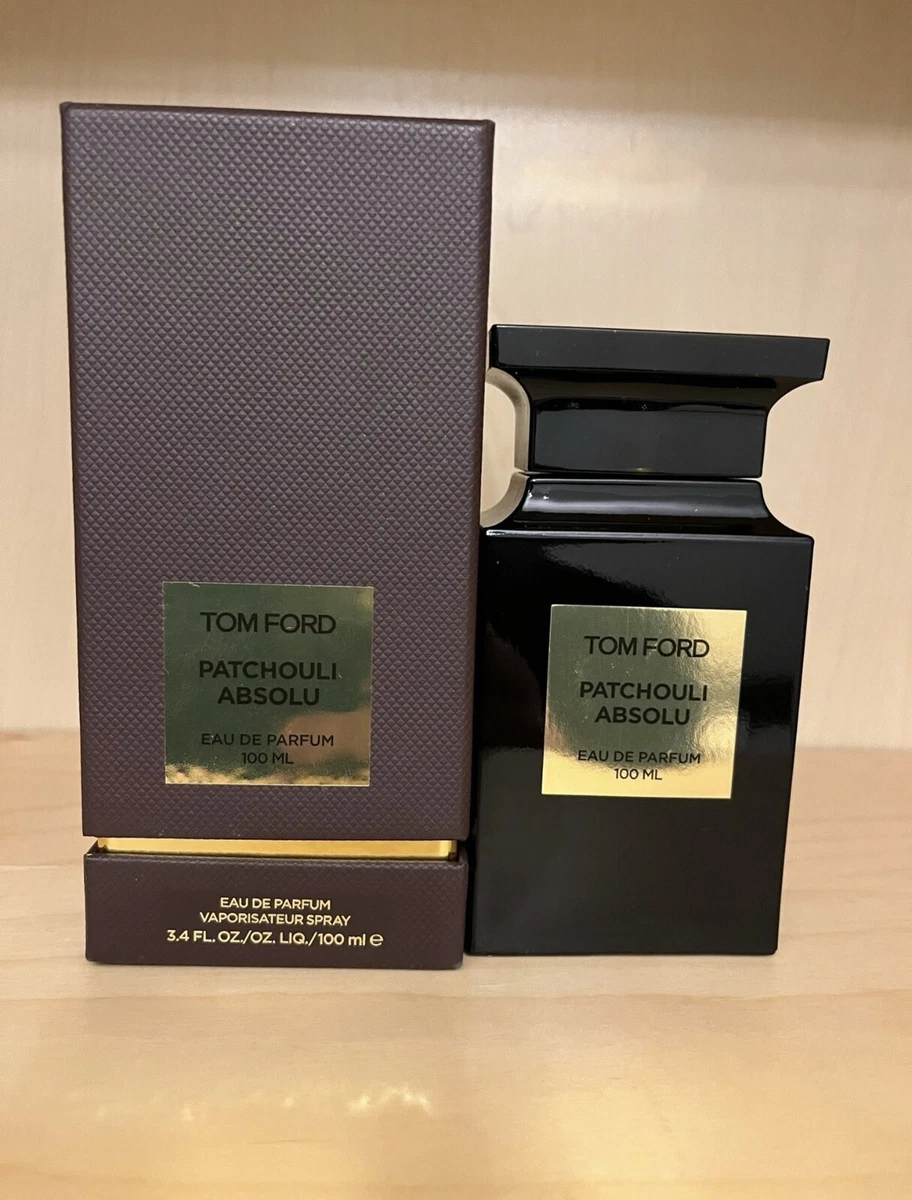 TOM FORD
PATCHOULI
ABSOLU
EAU DE PARFUM
100 ML
EAU DE PARFUM
VAPORISATEUR SPRAY
3.4 FL. OZ./OZ. LIQ./100 ml ℮
TOM FORD
PATCHOULI
ABSOLU
EAU DE PARFUM
100 ML